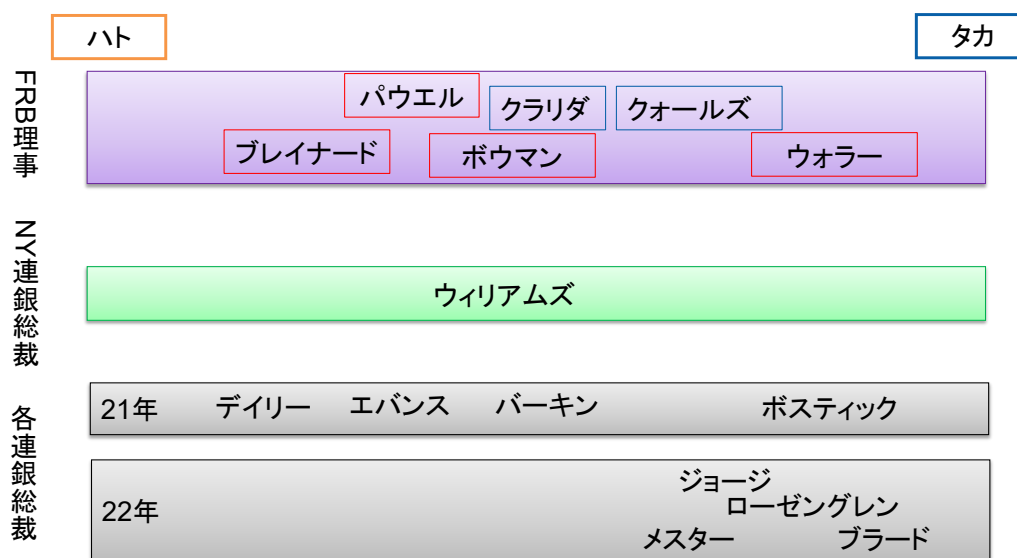 ハト
タカ
FRB理事
パウエル
クラリダ
クォールズ
ブレイナード
ボウマン
ウォラー
NY連銀総裁
ウィリアムズ
各連銀総裁
21年
デイリー
エバンス
バーキン
ボスティック
22年
ジョージ
ローゼングレン
メスター
ブラード